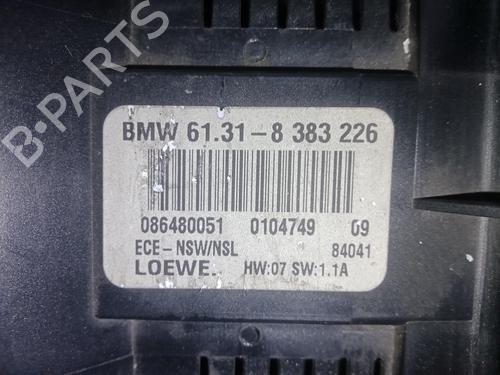 BMW 61.31-8 383 226
086480051 0104749 09
ECE-NSW/NSL 84041
LOEWE. HW:07 SW:1.1A
B-PARTS